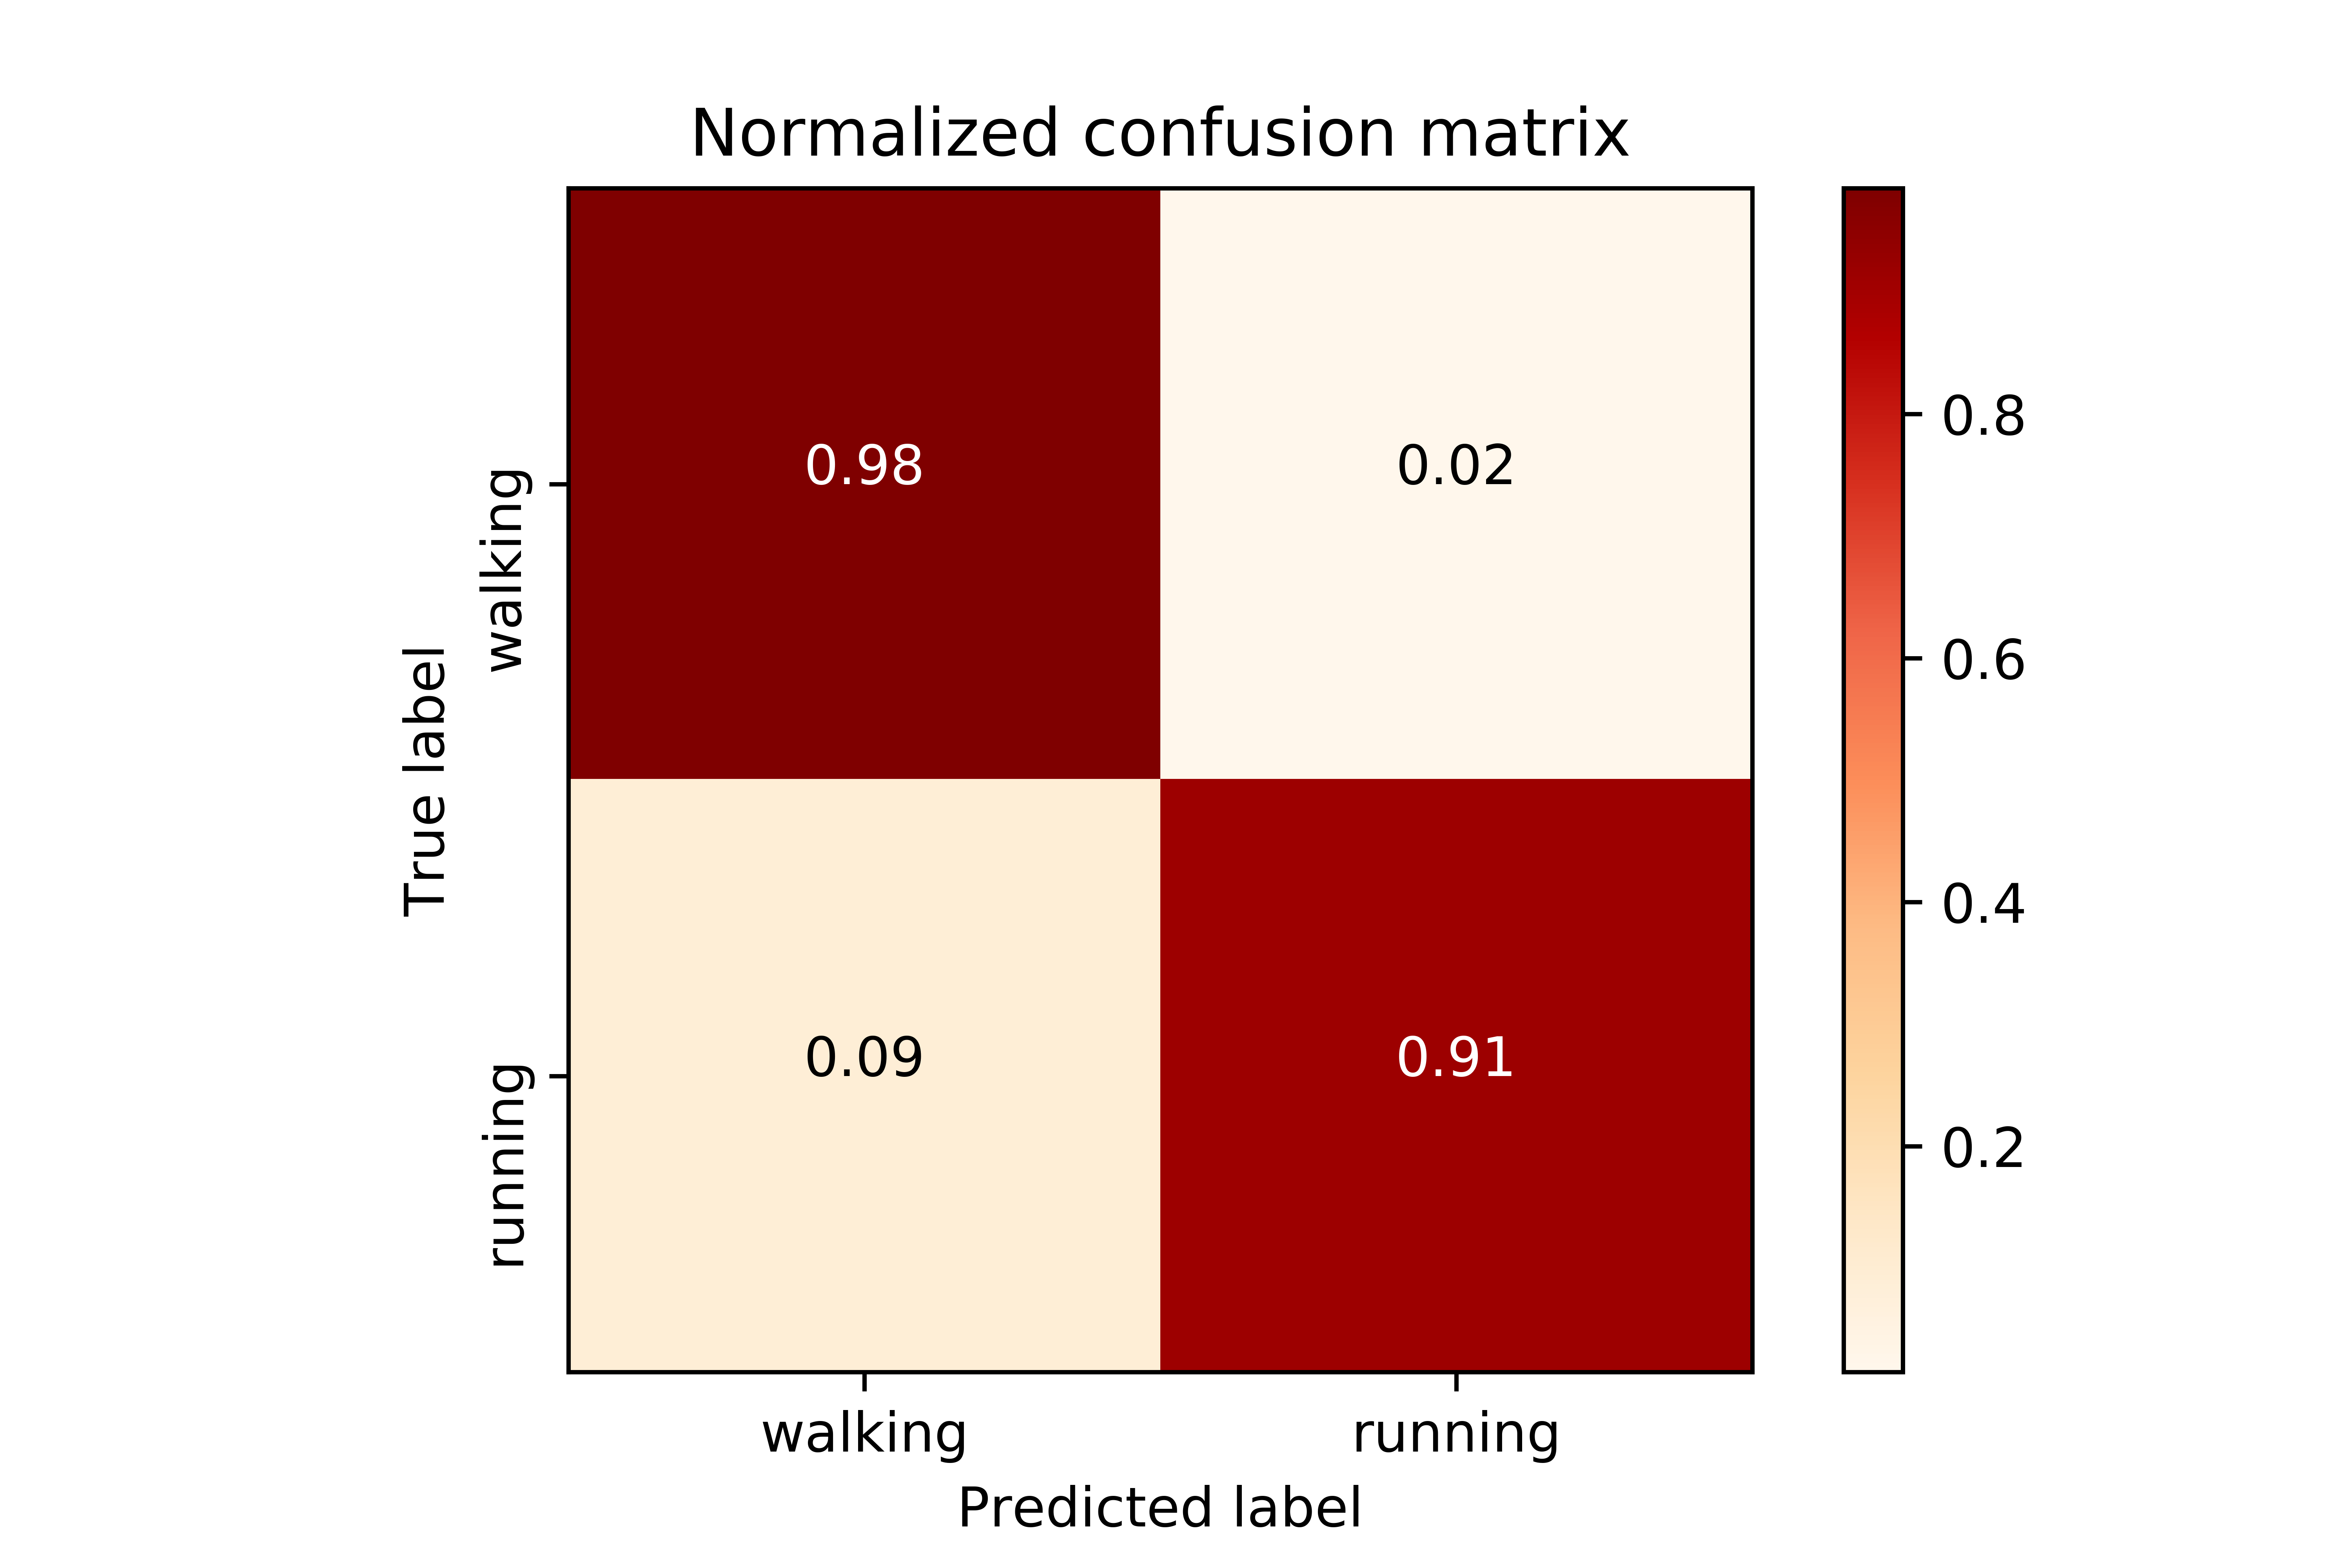 Normalized confusion matrix
True label
walking
0.98
0.02
running
0.09
0.91
walking
running
Predicted label
0.8
0.6
0.4
0.2